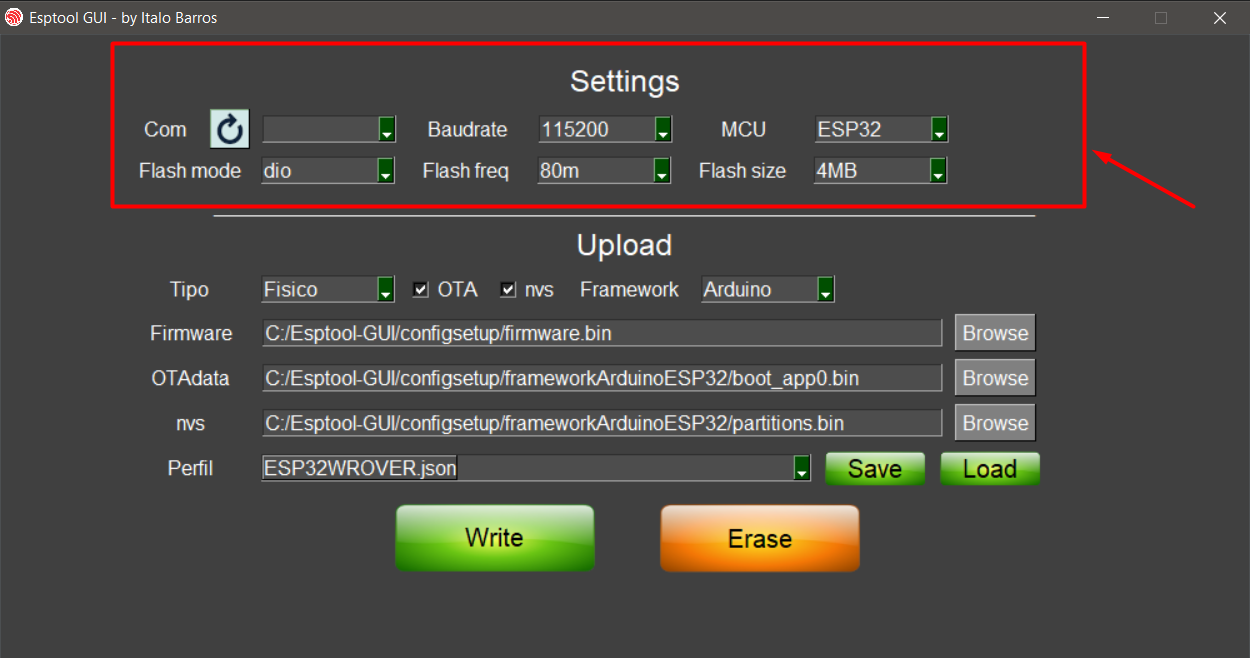 Esptool GUI - by Italo Barros
Settings
Com Baudrate 115200 MCU ESP32
Flash mode dio Flash freq 80m Flash size 4MB
Upload
Tipo Fisico OTA nvs Framework Arduino
Firmware C:/Esptool-GUI/configsetup/firmware.bin Browse
OTAdata C:/Esptool-GUI/configsetup/frameworkArduinoESP32/boot_app0.bin Browse
nvs C:/Esptool-GUI/configsetup/frameworkArduinoESP32/partitions.bin Browse
Perfil ESP32WROVER.json Save Load
Write Erase